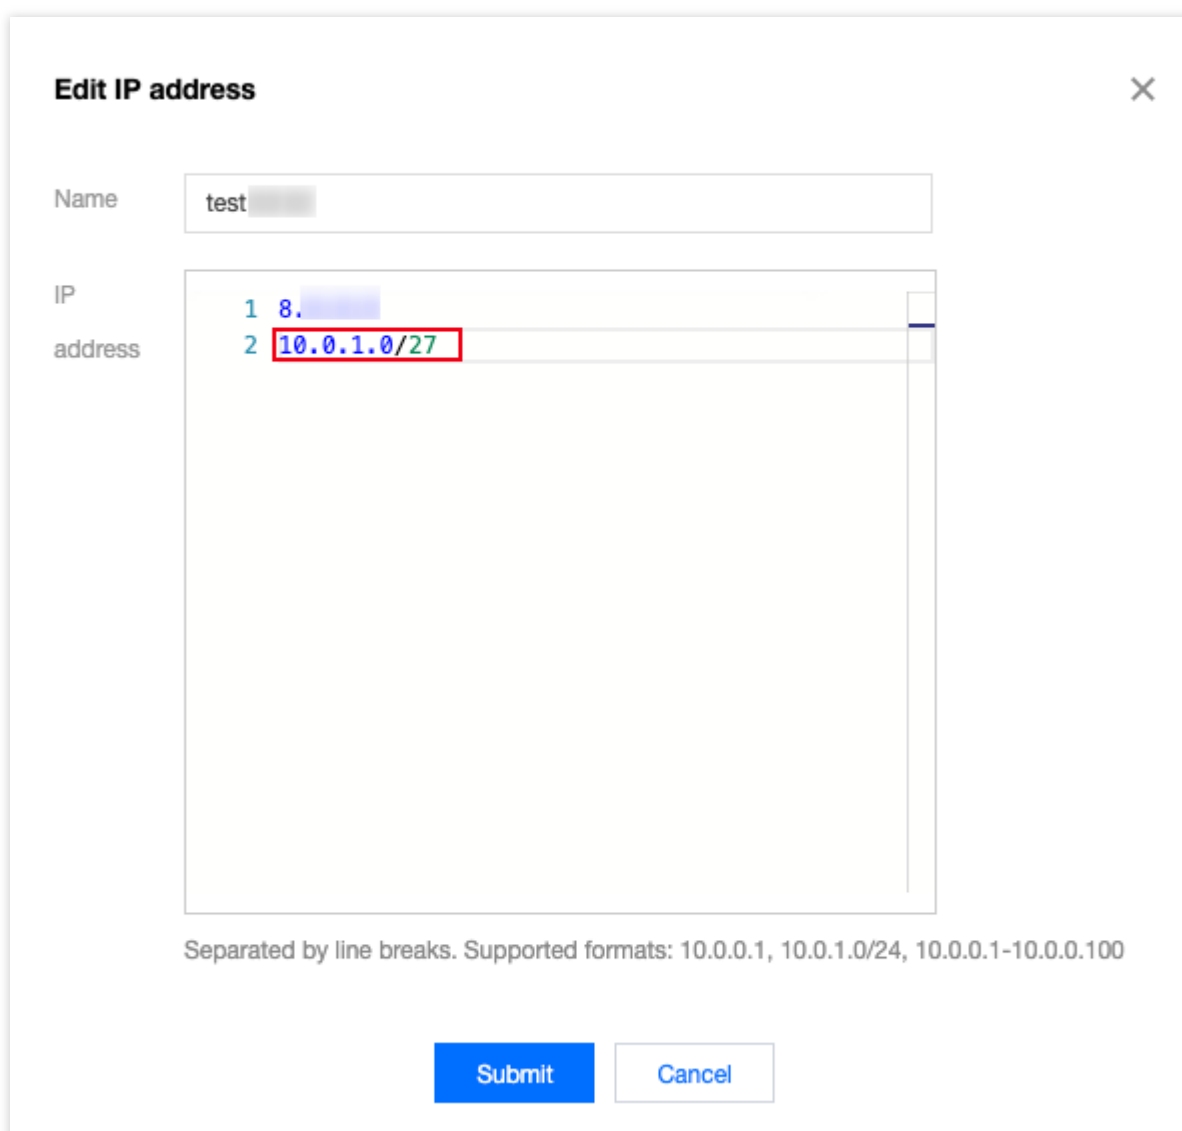 Edit IP address
Name
test
IP address
1 8.
2 10.0.1.0/27
Separated by line breaks. Supported formats: 10.0.0.1, 10.0.1.0/24, 10.0.0.1-10.0.0.100
Submit
Cancel